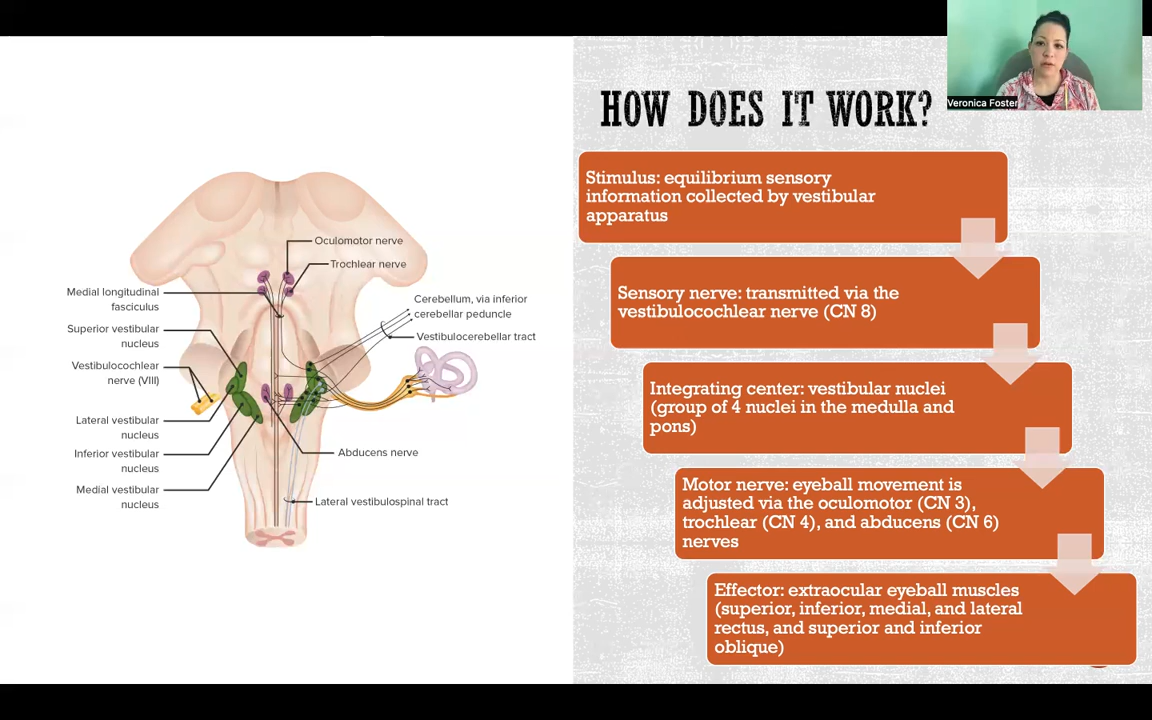 Oculomotor nerve
Trochlear nerve
Medial longitudinal
fasciculus
Cerebellum, via inferior
cerebellar peduncle
Superior vestibular
nucleus
Vestibulocerebellar tract
Vestibulocochlear
nerve (VIII)
Lateral vestibular
nucleus
Inferior vestibular
nucleus
Abducens nerve
Medial vestibular
nucleus
Lateral vestibulospinal tract
Veronica Foster
HOW DOES IT WORK?
Stimulus: equilibrium sensory
information collected by vestibular
apparatus
Sensory nerve: transmitted via the
vestibulocochlear nerve (CN 8)
Integrating center: vestibular nuclei
(group of 4 nuclei in the medulla and
pons)
Motor nerve: eyeball movement is
adjusted via the oculomotor (CN 3),
trochlear (CN 4), and abducens (CN 6)
nerves
Effector: extraocular eyeball muscles
(superior, inferior, medial, and lateral
rectus, and superior and inferior
oblique)